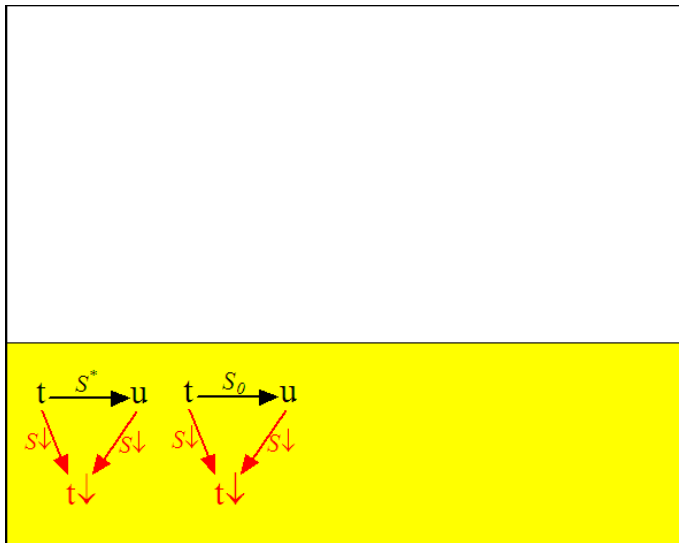 S* S₀
t u t u
S↓ S↓ S↓ S↓
t↓ t↓